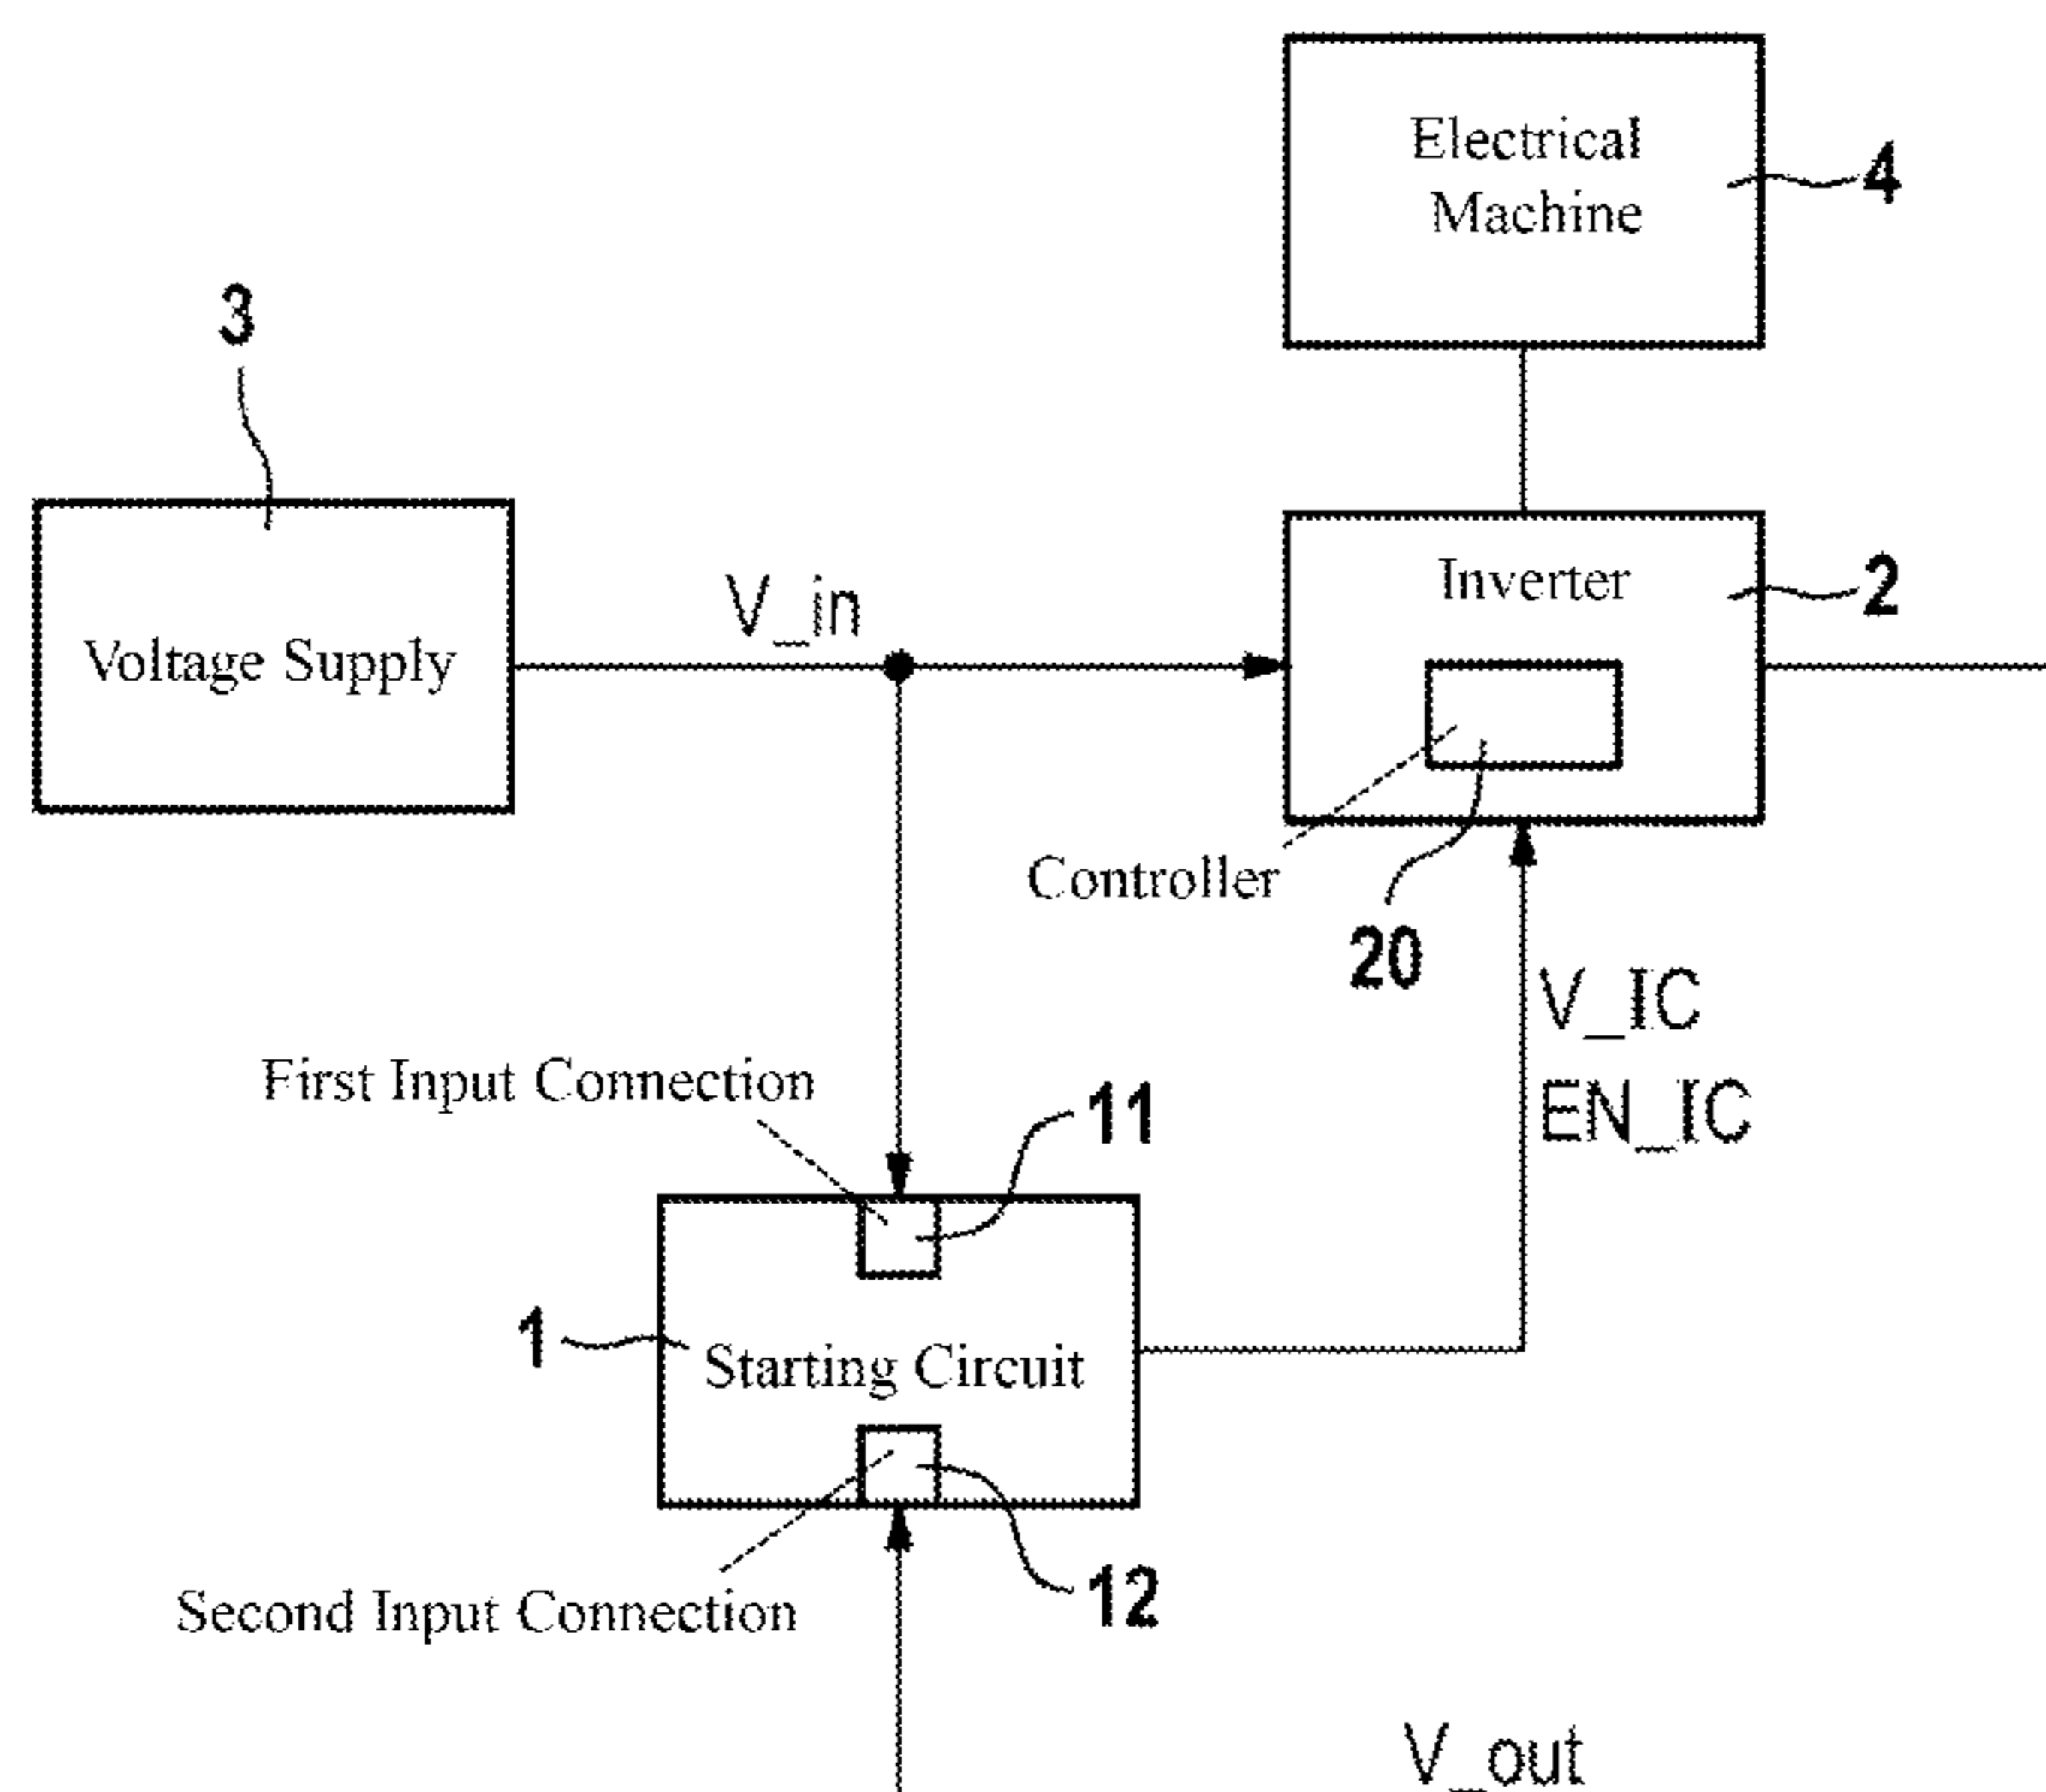 Electrical
Machine
4
3
V_in
Inverter
2
Voltage Supply
Controller
20
V_IC
EN_IC
First Input Connection
11
1
Starting Circuit
12
Second Input Connection
V_out